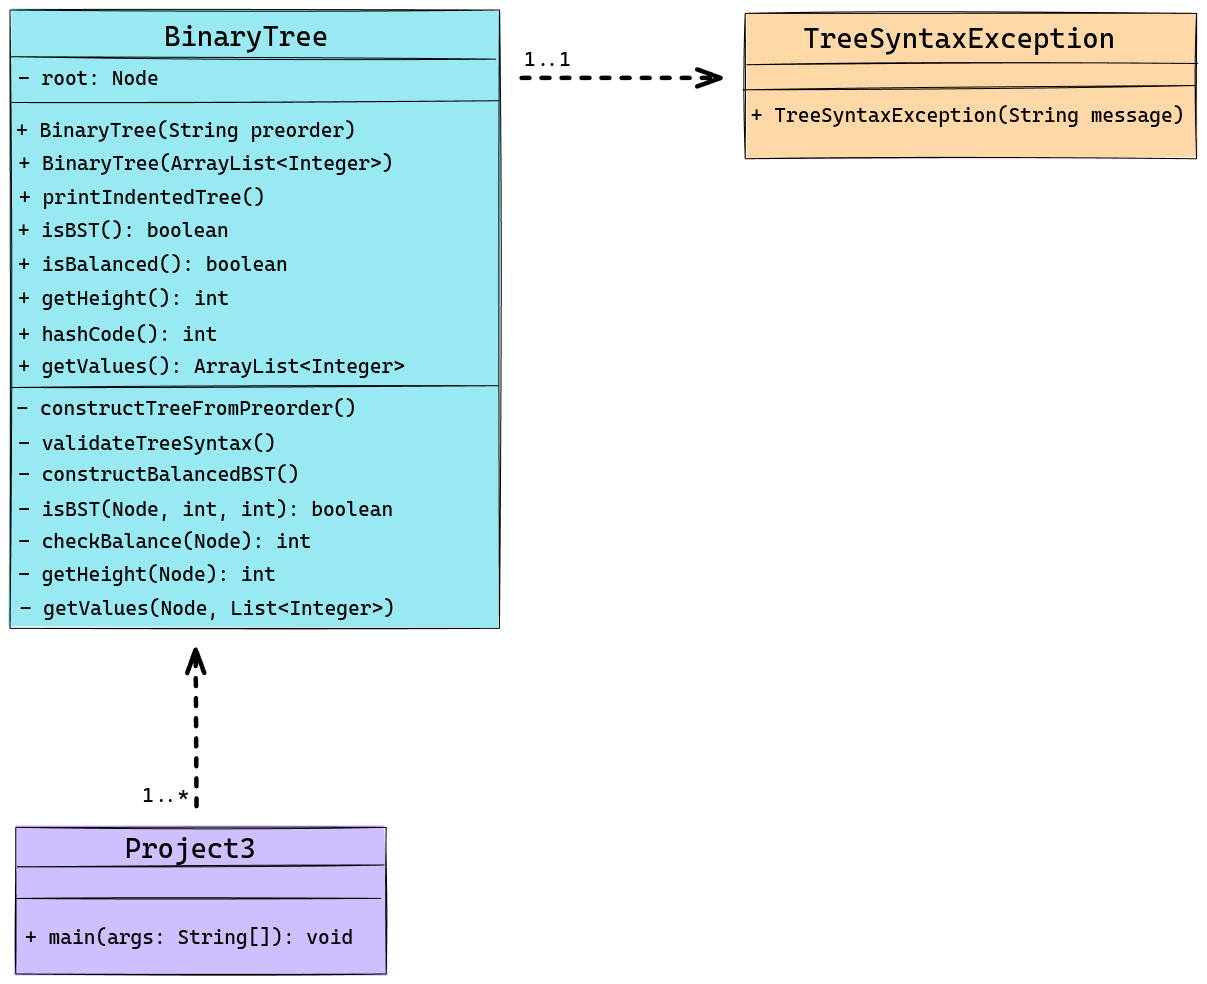 BinaryTree
- root: Node
+ BinaryTree(String preorder)
+ BinaryTree(ArrayList<Integer>)
+ printIndentedTree()
+ isBST(): boolean
+ isBalanced(): boolean
+ getHeight(): int
+ hashCode(): int
+ getValues(): ArrayList<Integer>
- constructTreeFromPreorder()
- validateTreeSyntax()
- constructBalancedBST()
- isBST(Node, int, int): boolean
- checkBalance(Node): int
- getHeight(Node): int
- getValues(Node, List<Integer>)
1..1
TreeSyntaxException
+ TreeSyntaxException(String message)
1..*
Project3
+ main(args: String[]): void